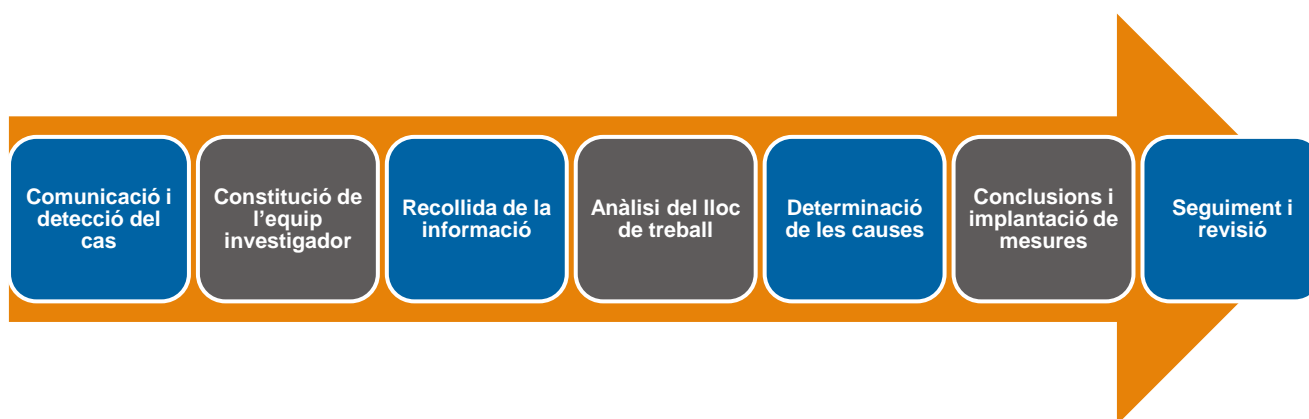 Comunicació i
detecció del
cas
Constitució de
l’equip
investigador
Recollida de la
informació
Anàlisi del lloc
de treball
Determinació
de les causes
Conclusions i
implantació de
mesures
Seguiment i
revisió